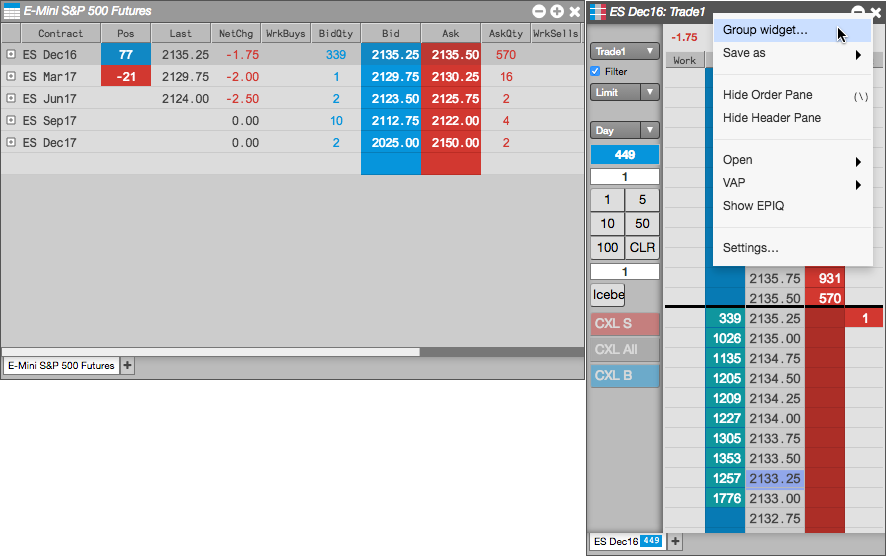 E-Mini S&P 500 Futures
Contract Pos Last NetChg WrkBuys BidQty Bid Ask AskQty WrkSells
ES Dec16 77 2135.25 -1.75 339 2135.25 2135.50 570
ES Mar17 -21 2129.75 -2.00 1 2129.75 2130.25 16
ES Jun17 2124.00 -2.50 2 2123.50 2125.75 2
ES Sep17 0.00 10 2112.75 2122.00 4
ES Dec17 0.00 2 2025.00 2150.00 2
E-Mini S&P 500 Futures +
ES Dec16: Trade1
-1.75
Trade1
Filter
Limit
Day
449
1
1 5
10 50
100 CLR
1
Icebe
CXL S
CXL All
CXL B
Work
Group widget...
Save as
Hide Order Pane (\)
Hide Header Pane
Open
VAP
Show EPIQ
Settings...
2135.75 931
2135.50 570
339 2135.25 1
1026 2135.00
1135 2134.75
1205 2134.50
1209 2134.25
1227 2134.00
1305 2133.75
1353 2133.50
1257 2133.25
1776 2133.00
2132.75
ES Dec16 449 +